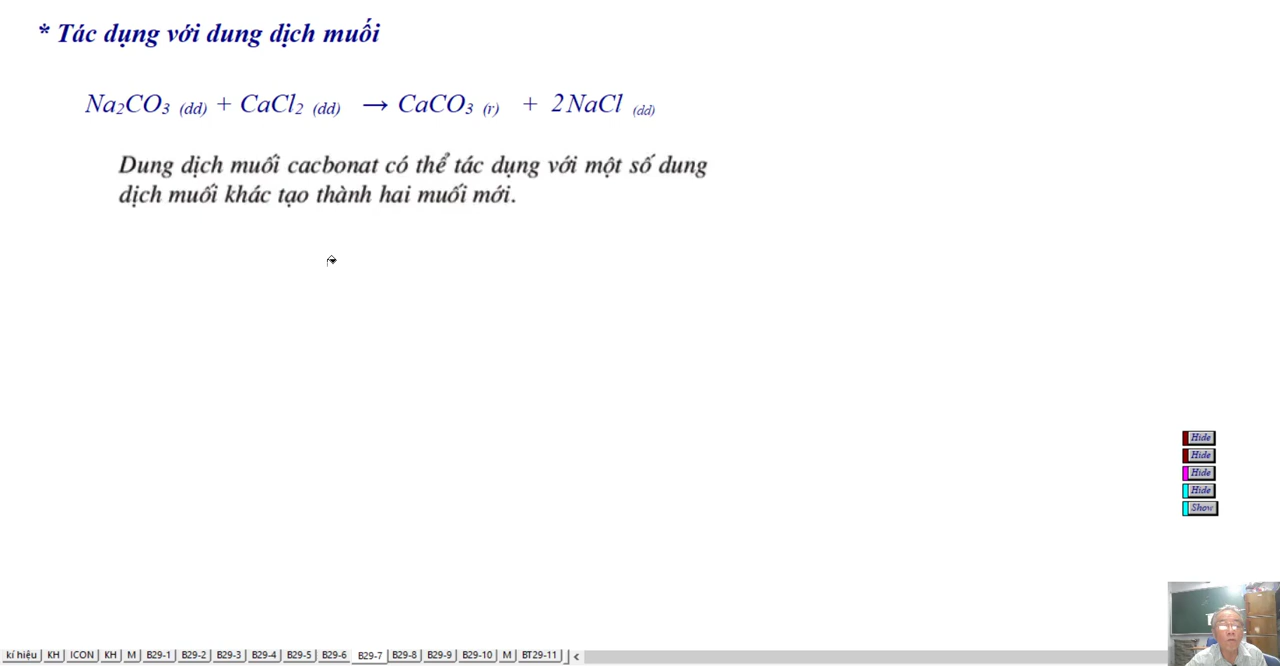 * Tác dụng với dung dịch muối
Na₂CO₃ (dd) + CaCl₂ (dd) → CaCO₃ (r) + 2NaCl (dd)
Dung dịch muối cacbonat có thể tác dụng với một số dung
dịch muối khác tạo thành hai muối mới.
Hide
Hide
Hide
Hide
Show
kí hiệu | KH | ICON | KH | M | B29-1 | B29-2 | B29-3 | B29-4 | B29-5 | B29-6 | B29-7 | B29-8 | B29-9 | B29-10 | M | BT29-11